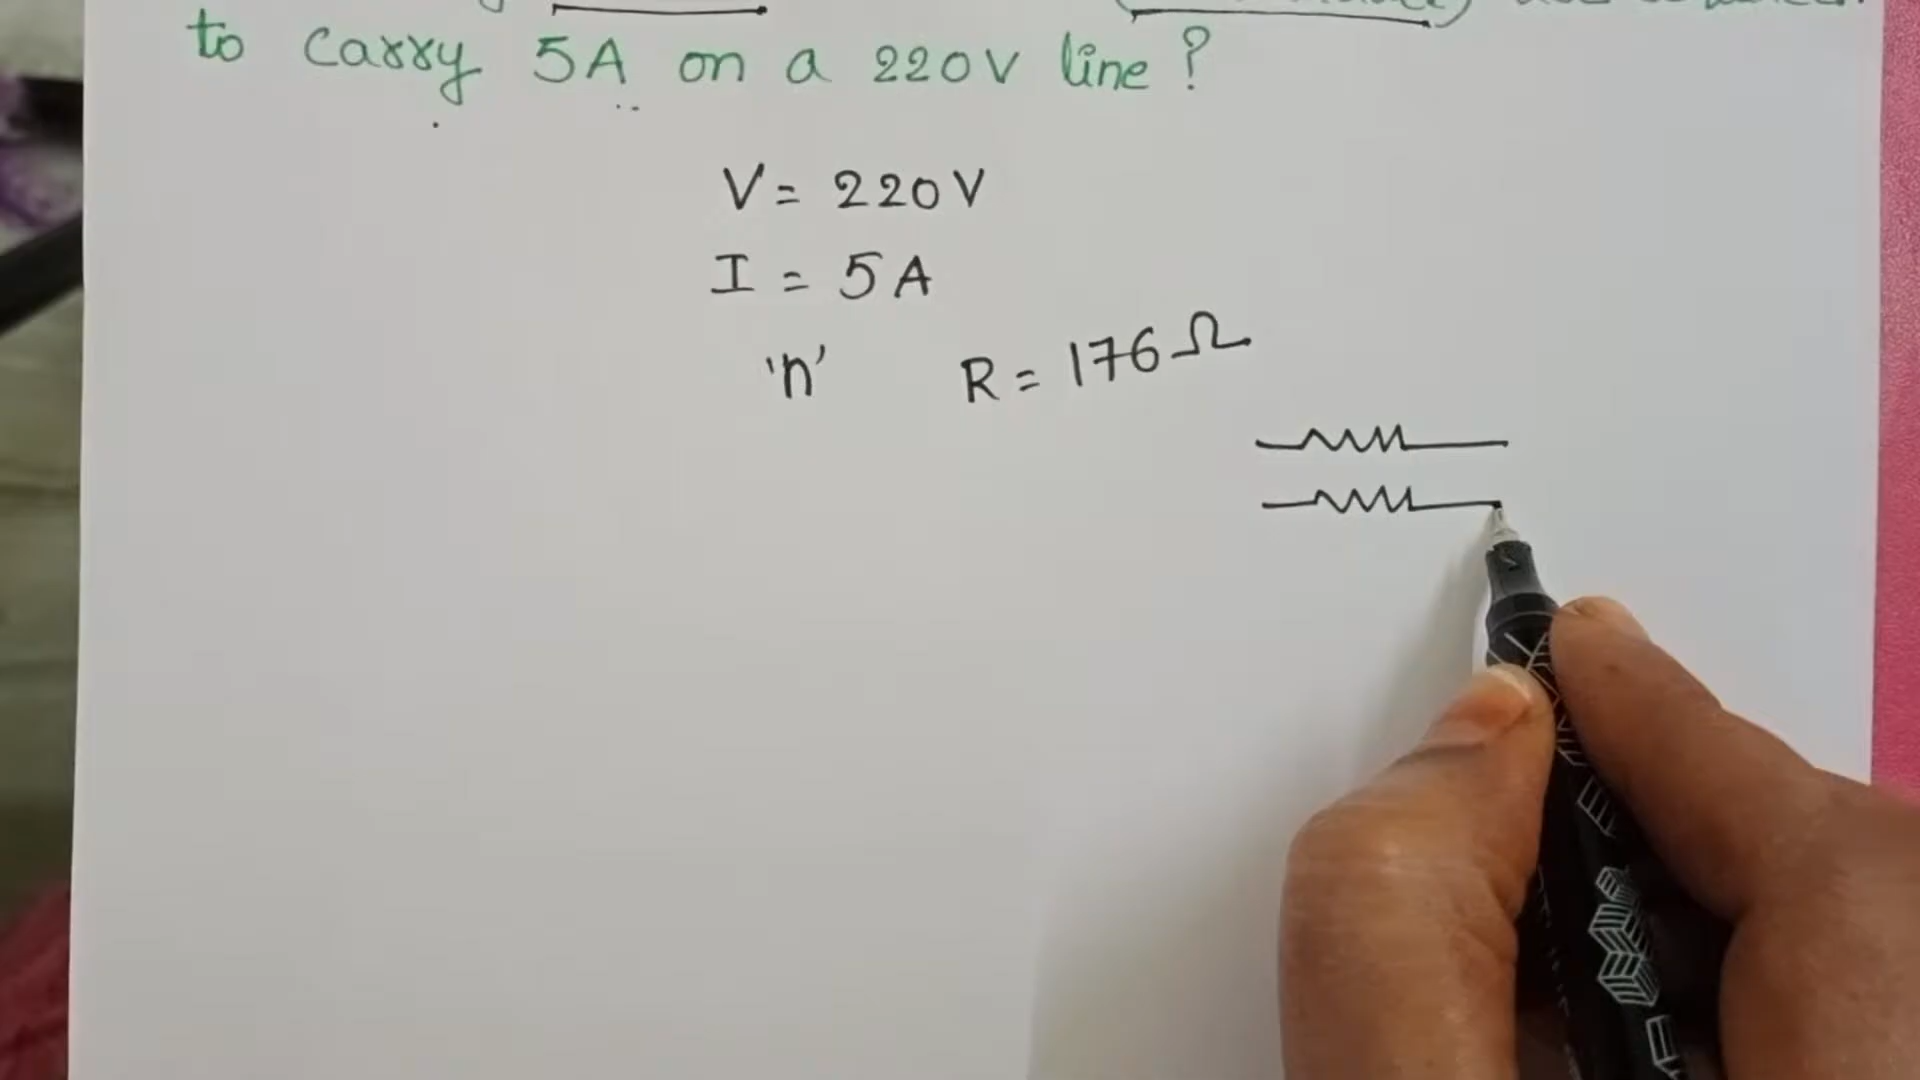 to carry 5A on a 220V line ?
V = 220V
I = 5A
'n' R = 176Ω